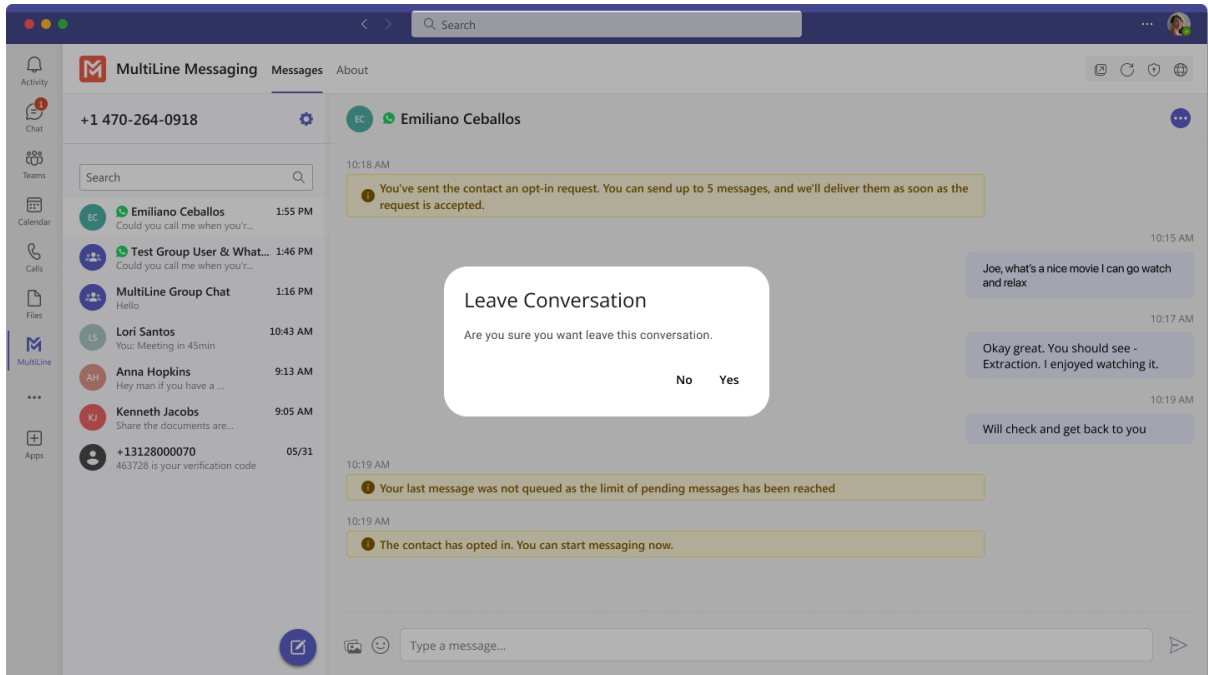 Search
Activity
1
Chat
Teams
Calendar
Calls
Files
MultiLine
Apps
MultiLine Messaging
Messages
About
+1 470-264-0918
Search
EC
Emiliano Ceballos
1:55 PM
Could you call me when you'r...
Test Group User & What...
1:46 PM
Could you call me when you'r...
MultiLine Group Chat
1:16 PM
Hello
LS
Lori Santos
10:43 AM
You: Meeting in 45min
AH
Anna Hopkins
9:13 AM
Hey man if you have a ...
KJ
Kenneth Jacobs
9:05 AM
Share the documents are...
+13128000070
05/31
463728 is your verification code
EC
Emiliano Ceballos
10:18 AM
You've sent the contact an opt-in request. You can send up to 5 messages, and we'll deliver them as soon as the
request is accepted.
10:15 AM
Joe, what's a nice movie I can go watch
and relax
10:17 AM
Okay great. You should see -
Extraction. I enjoyed watching it.
10:19 AM
Will check and get back to you
10:19 AM
Your last message was not queued as the limit of pending messages has been reached
10:19 AM
The contact has opted in. You can start messaging now.
Type a message...
Leave Conversation
Are you sure you want leave this conversation.
No
Yes